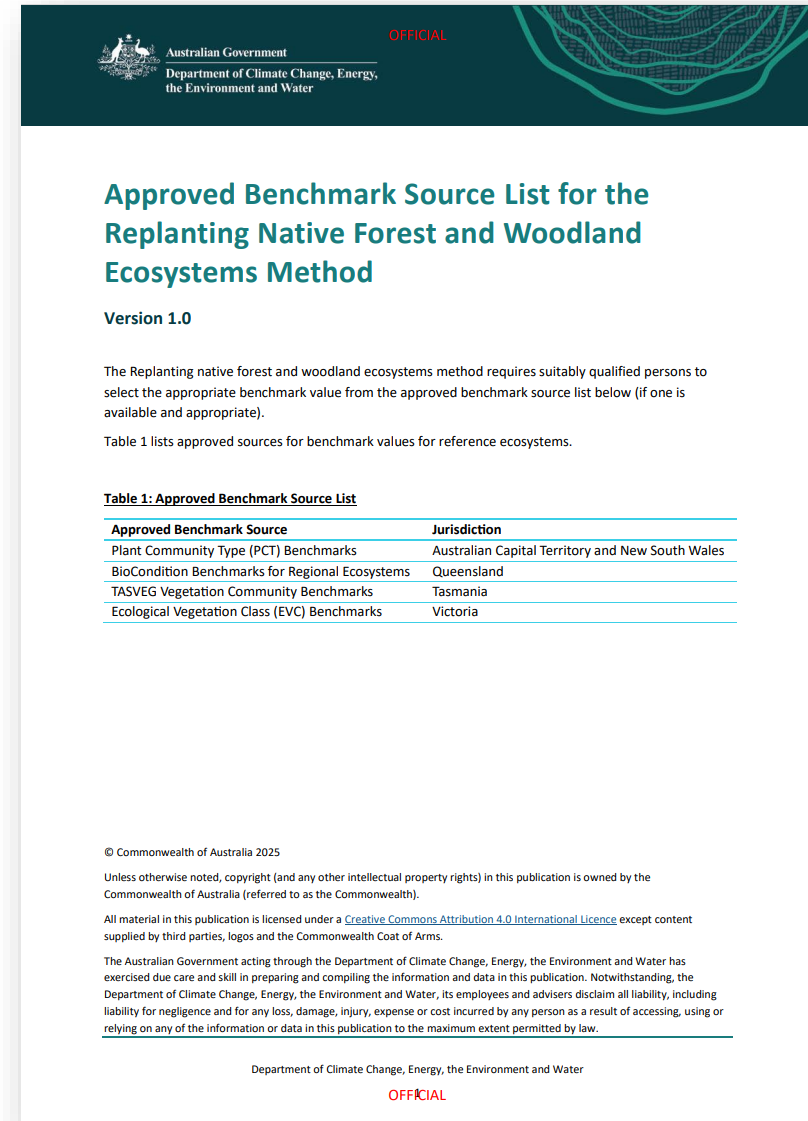 OFFICIAL
Australian Government
Department of Climate Change, Energy,
the Environment and Water
Approved Benchmark Source List for the
Replanting Native Forest and Woodland
Ecosystems Method
Version 1.0
The Replanting native forest and woodland ecosystems method requires suitably qualified persons to
select the appropriate benchmark value from the approved benchmark source list below (if one is
available and appropriate).
Table 1 lists approved sources for benchmark values for reference ecosystems.
Table 1: Approved Benchmark Source List
Approved Benchmark Source Jurisdiction
Plant Community Type (PCT) Benchmarks Australian Capital Territory and New South Wales
BioCondition Benchmarks for Regional Ecosystems Queensland
TASVEG Vegetation Community Benchmarks Tasmania
Ecological Vegetation Class (EVC) Benchmarks Victoria
© Commonwealth of Australia 2025
Unless otherwise noted, copyright (and any other intellectual property rights) in this publication is owned by the
Commonwealth of Australia (referred to as the Commonwealth).
All material in this publication is licensed under a Creative Commons Attribution 4.0 International Licence except content
supplied by third parties, logos and the Commonwealth Coat of Arms.
The Australian Government acting through the Department of Climate Change, Energy, the Environment and Water has
exercised due care and skill in preparing and compiling the information and data in this publication. Notwithstanding, the
Department of Climate Change, Energy, the Environment and Water, its employees and advisers disclaim all liability, including
liability for negligence and for any loss, damage, injury, expense or cost incurred by any person as a result of accessing, using or
relying on any of the information or data in this publication to the maximum extent permitted by law.
Department of Climate Change, Energy, the Environment and Water
1
OFFICIAL